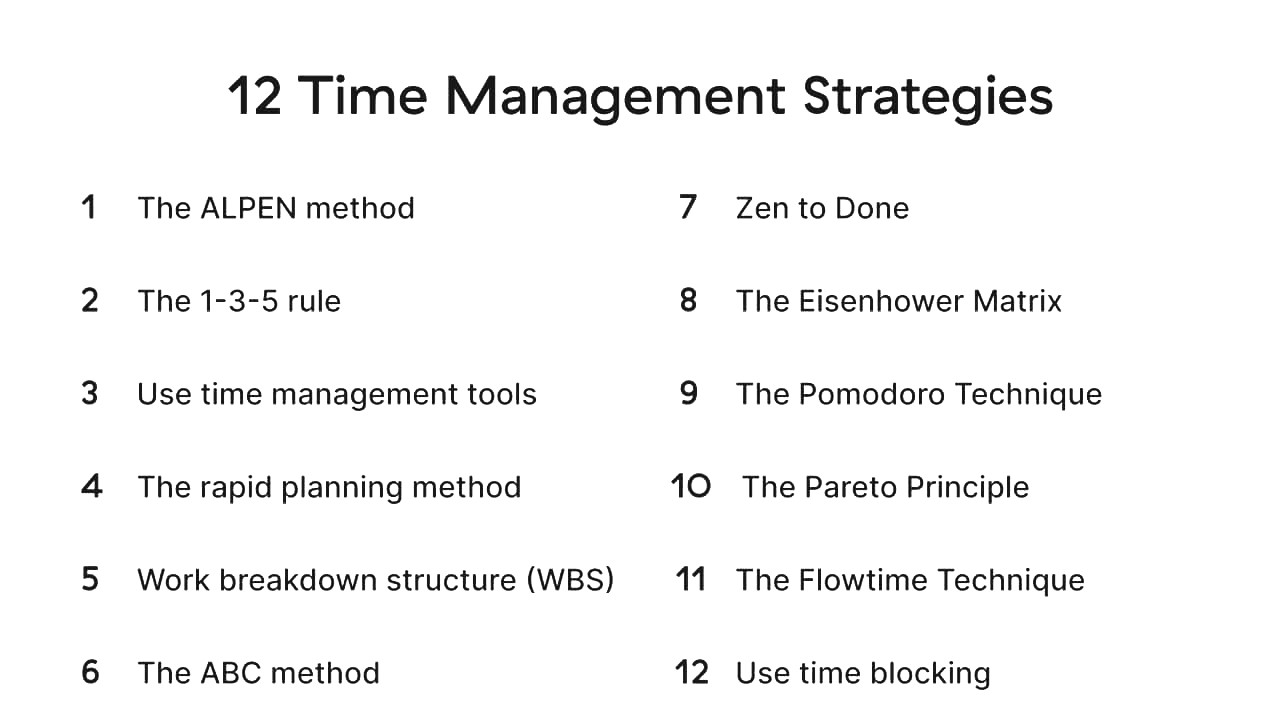 12 Time Management Strategies
1 The ALPEN method
2 The 1-3-5 rule
3 Use time management tools
4 The rapid planning method
5 Work breakdown structure (WBS)
6 The ABC method
7 Zen to Done
8 The Eisenhower Matrix
9 The Pomodoro Technique
10 The Pareto Principle
11 The Flowtime Technique
12 Use time blocking